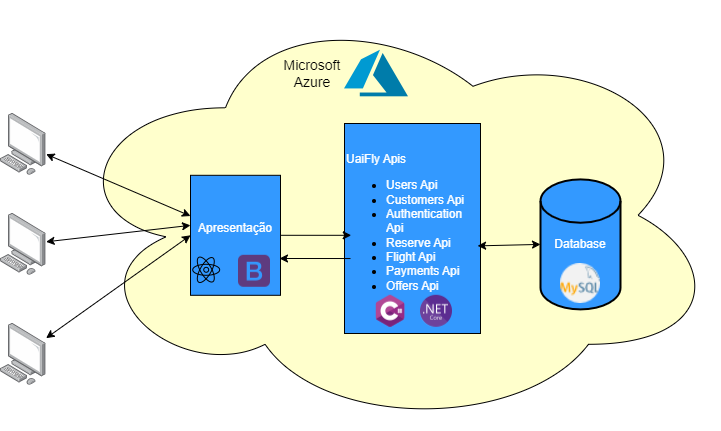 Microsoft
Azure
UaiFly Apis
Users Api
Customers Api
Authentication
Api
Reserve Api
Flight Api
Payments Api
Offers Api
Apresentação
Database
B
C#
.NET
Core
MySQL